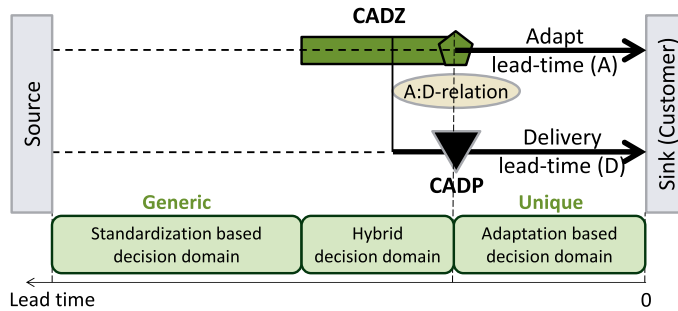 CADZ
Adapt
lead-time (A)
A:D-relation
Source
Sink (Customer)
Delivery
lead-time (D)
CADP
Generic
Unique
Standardization based
decision domain
Hybrid
decision domain
Adaptation based
decision domain
Lead time
0